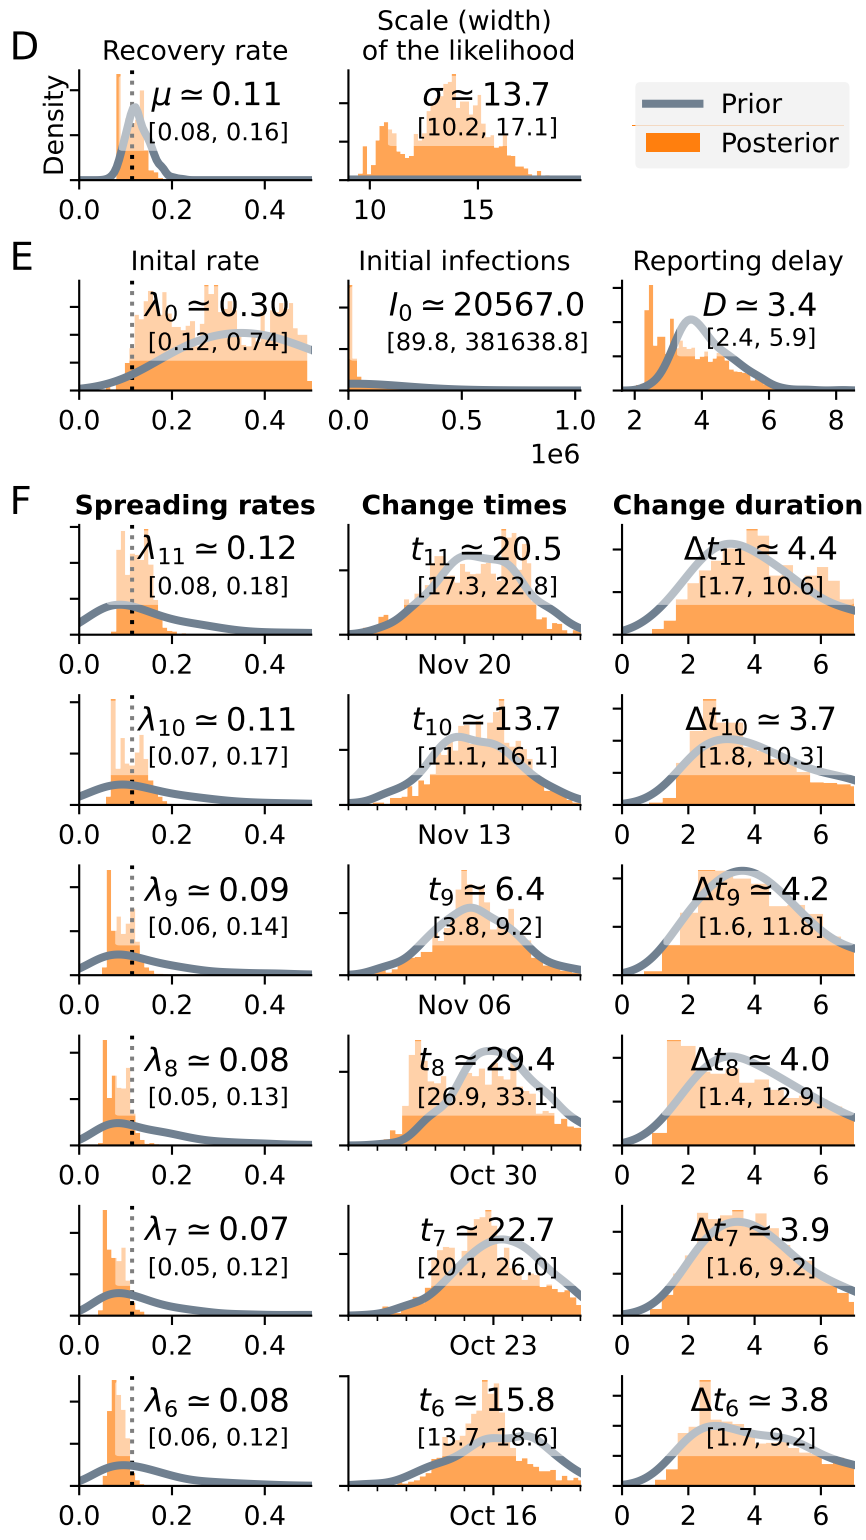 D
Recovery rate
Scale (width)
of the likelihood
Density
μ ≃ 0.11
[0.08, 0.16]
0.0 0.2 0.4
σ ≃ 13.7
[10.2, 17.1]
10 15
Prior
Posterior
E
Inital rate
λ0 ≃ 0.30
[0.12, 0.74]
0.0 0.2 0.4
Initial infections
I0 ≃ 20567.0
[89.8, 381638.8]
0.0 0.5 1.0
1e6
Reporting delay
D ≃ 3.4
[2.4, 5.9]
2 4 6 8
F
Spreading rates
Change times
Change duration
λ11 ≃ 0.12
[0.08, 0.18]
0.0 0.2 0.4
t11 ≃ 20.5
[17.3, 22.8]
Nov 20
Δt11 ≃ 4.4
[1.7, 10.6]
0 2 4 6
λ10 ≃ 0.11
[0.07, 0.17]
0.0 0.2 0.4
t10 ≃ 13.7
[11.1, 16.1]
Nov 13
Δt10 ≃ 3.7
[1.8, 10.3]
0 2 4 6
λ9 ≃ 0.09
[0.06, 0.14]
0.0 0.2 0.4
t9 ≃ 6.4
[3.8, 9.2]
Nov 06
Δt9 ≃ 4.2
[1.6, 11.8]
0 2 4 6
λ8 ≃ 0.08
[0.05, 0.13]
0.0 0.2 0.4
t8 ≃ 29.4
[26.9, 33.1]
Oct 30
Δt8 ≃ 4.0
[1.4, 12.9]
0 2 4 6
λ7 ≃ 0.07
[0.05, 0.12]
0.0 0.2 0.4
t7 ≃ 22.7
[20.1, 26.0]
Oct 23
Δt7 ≃ 3.9
[1.6, 9.2]
0 2 4 6
λ6 ≃ 0.08
[0.06, 0.12]
0.0 0.2 0.4
t6 ≃ 15.8
[13.7, 18.6]
Oct 16
Δt6 ≃ 3.8
[1.7, 9.2]
0 2 4 6